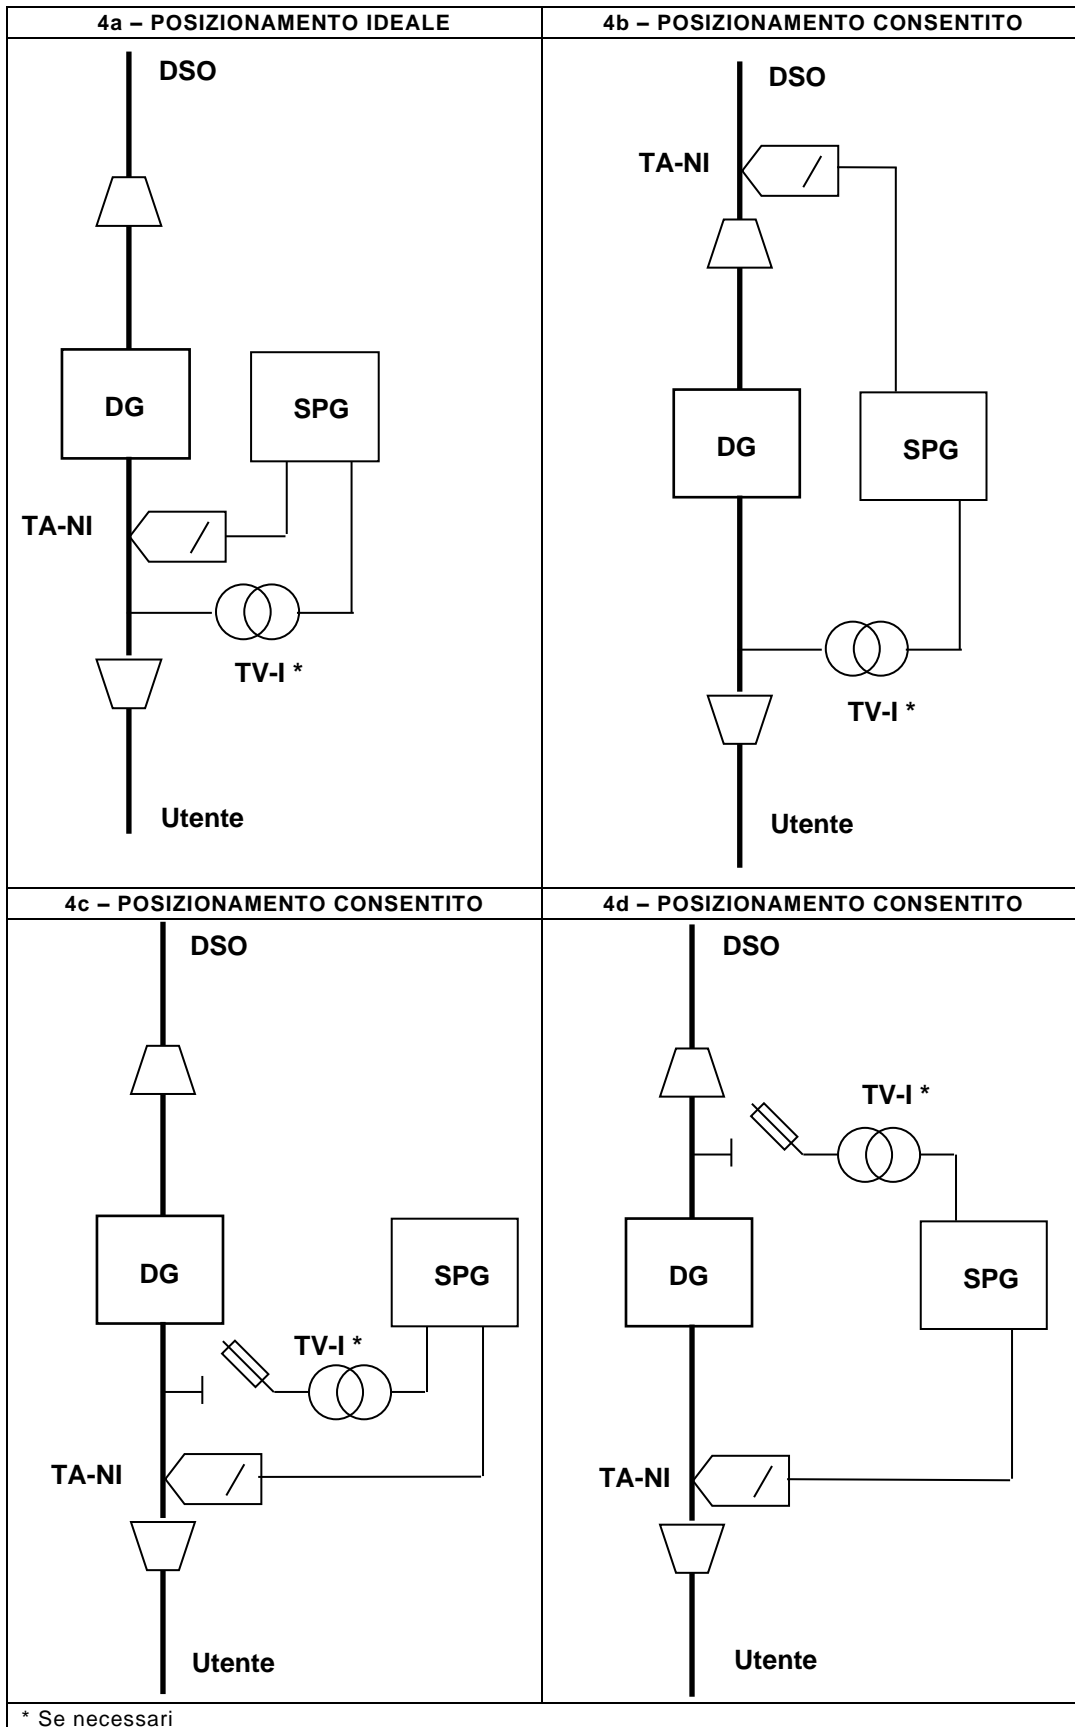 4a – POSIZIONAMENTO IDEALE
DSO
DG
SPG
TA-NI
TV-I *
Utente
4b – POSIZIONAMENTO CONSENTITO
DSO
TA-NI
DG
SPG
TV-I *
Utente
4c – POSIZIONAMENTO CONSENTITO
DSO
DG
SPG
TV-I *
TA-NI
Utente
4d – POSIZIONAMENTO CONSENTITO
DSO
TV-I *
DG
SPG
TA-NI
Utente
* Se necessari